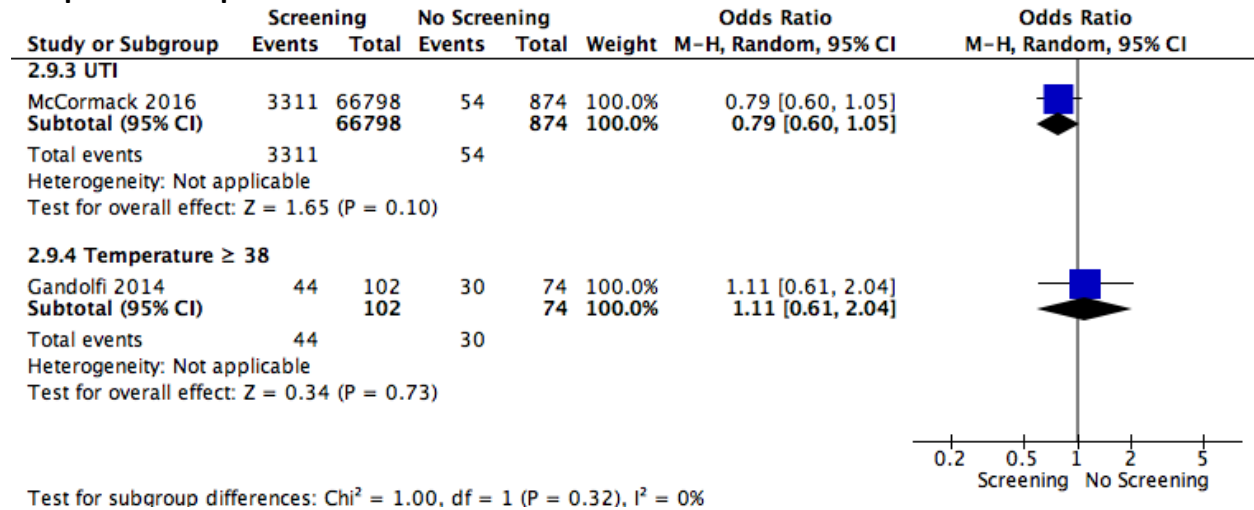 Screening No Screening Odds Ratio Odds Ratio
Study or Subgroup Events Total Events Total Weight M-H, Random, 95% CI M-H, Random, 95% CI
2.9.3 UTI
McCormack 2016 3311 66798 54 874 100.0% 0.79 [0.60, 1.05]
Subtotal (95% CI) 66798 874 100.0% 0.79 [0.60, 1.05]
Total events 3311 54
Heterogeneity: Not applicable
Test for overall effect: Z = 1.65 (P = 0.10)
2.9.4 Temperature ≥ 38
Gandolfi 2014 44 102 30 74 100.0% 1.11 [0.61, 2.04]
Subtotal (95% CI) 102 74 100.0% 1.11 [0.61, 2.04]
Total events 44 30
Heterogeneity: Not applicable
Test for overall effect: Z = 0.34 (P = 0.73)
0.2 0.5 1 2 5
Screening No Screening
Test for subgroup differences: Chi² = 1.00, df = 1 (P = 0.32), I² = 0%